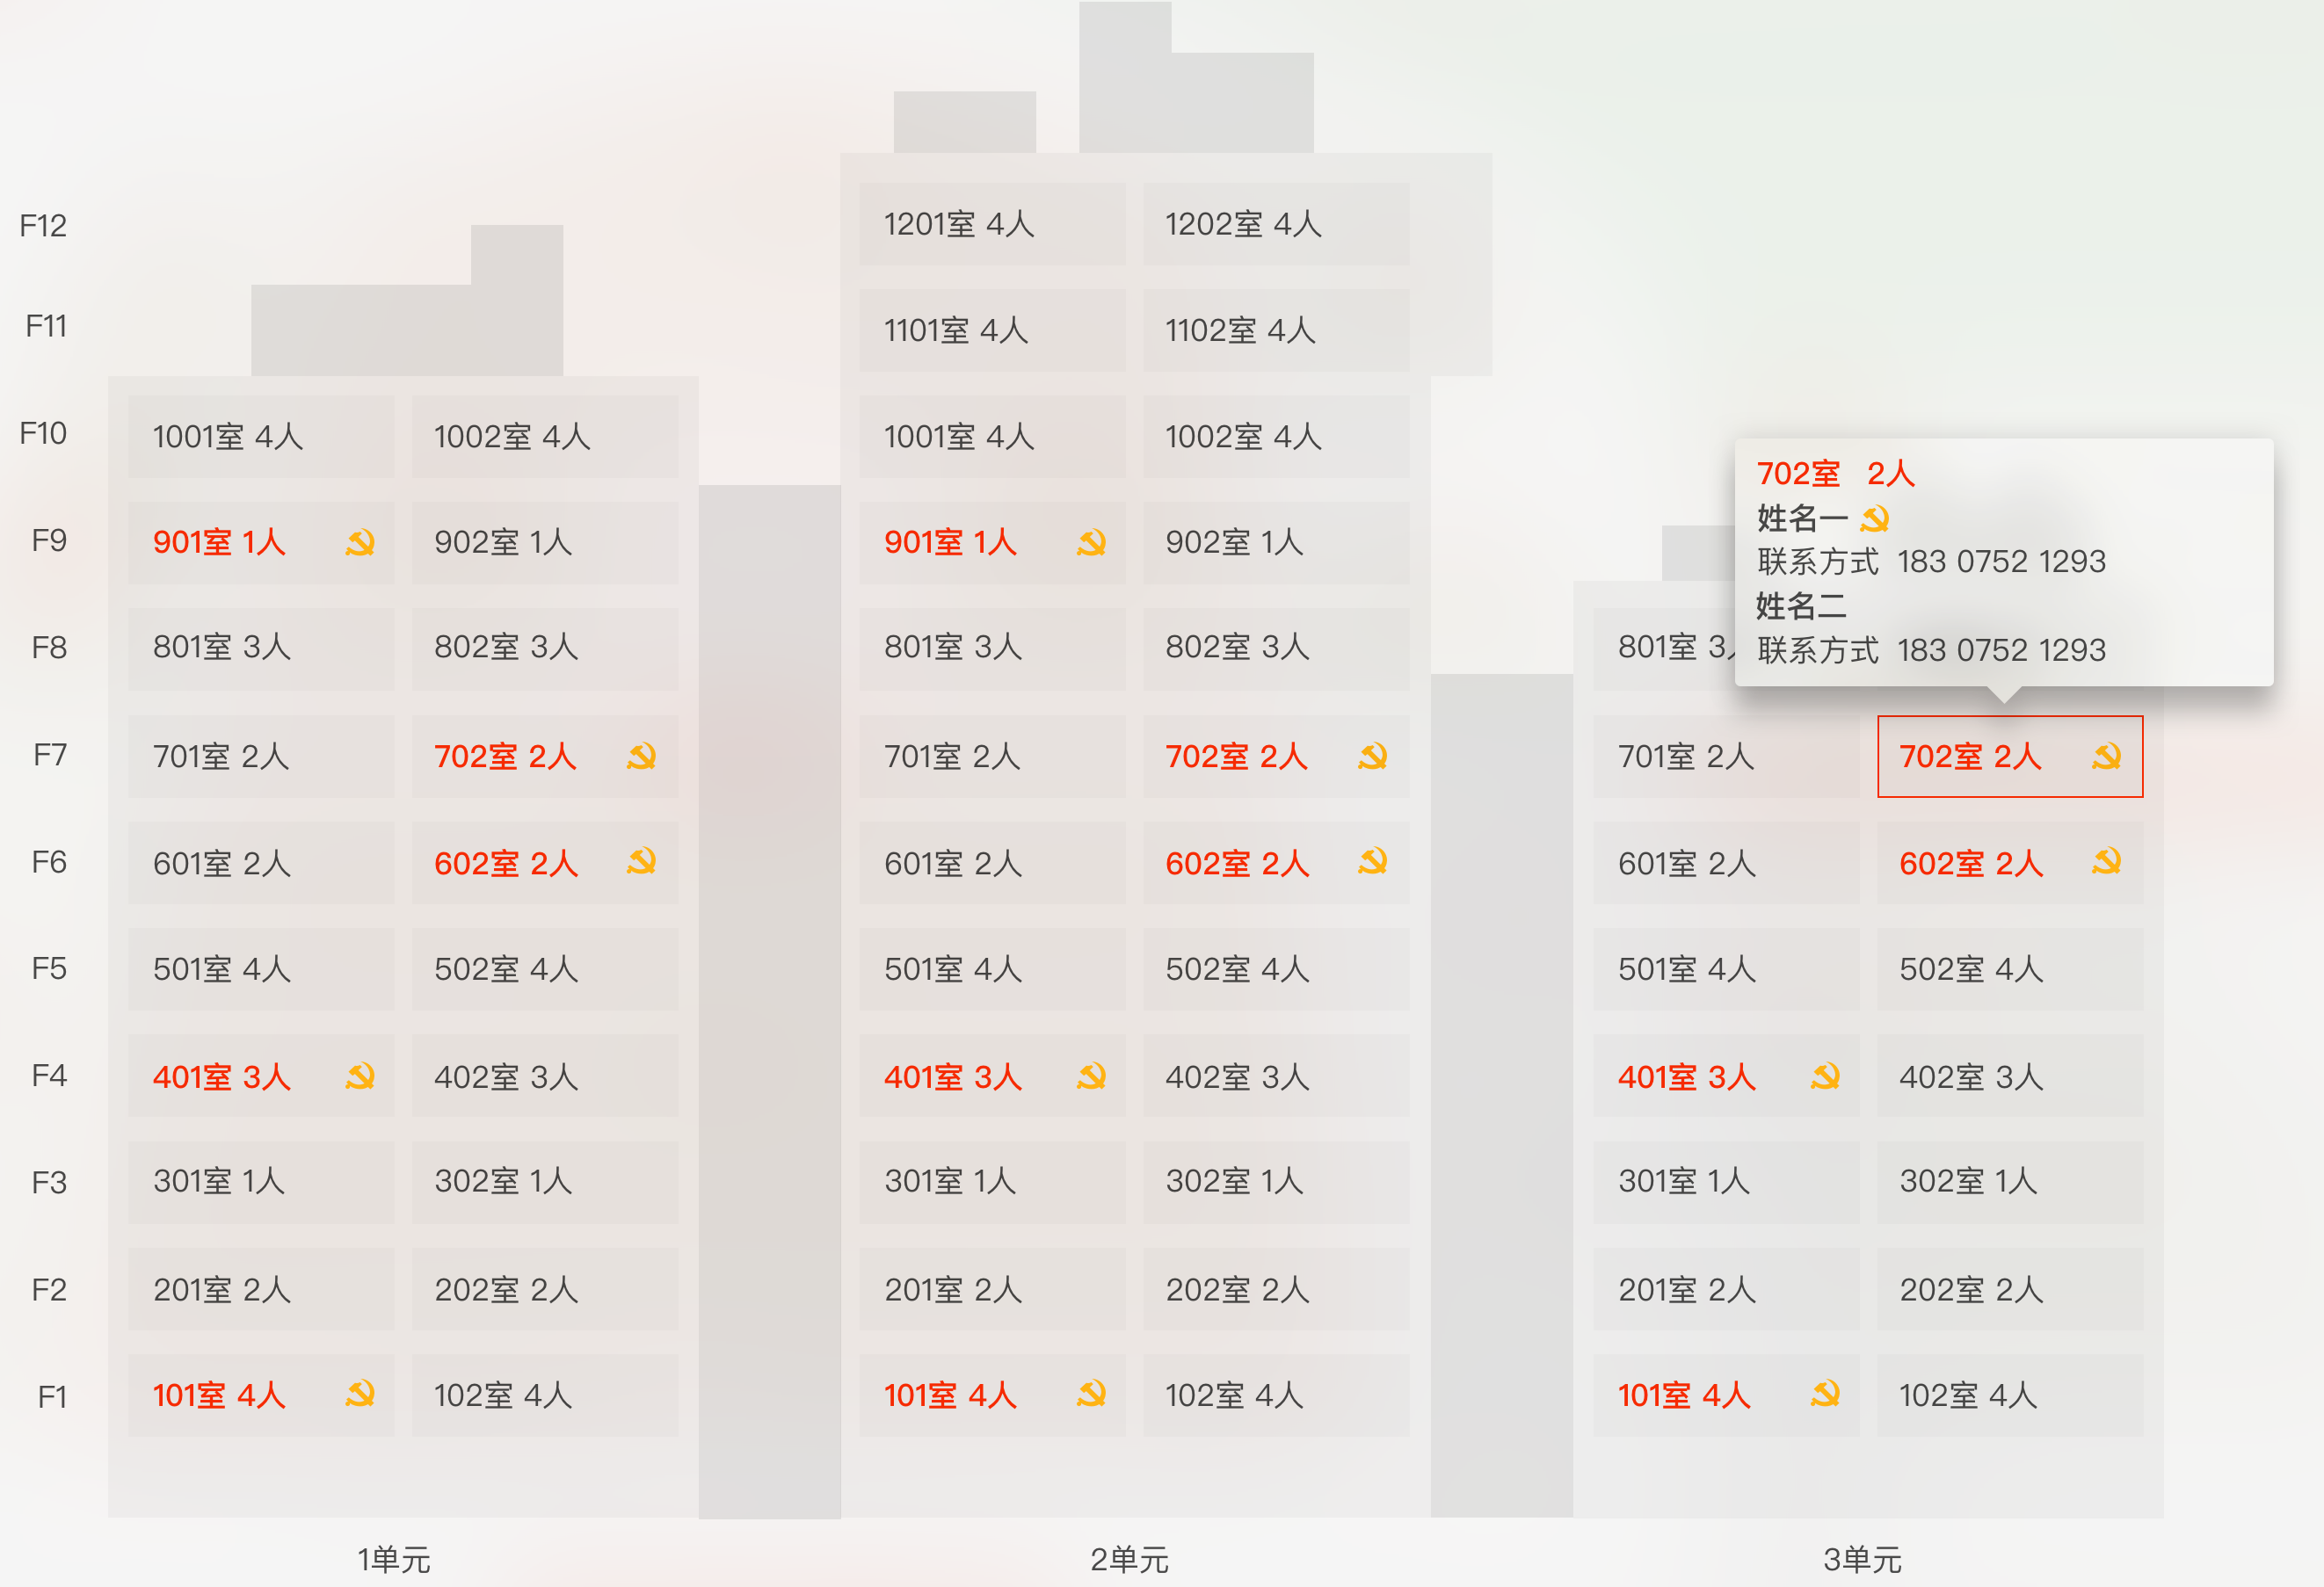 F12
1201室 4人 1202室 4人
F11
1101室 4人 1102室 4人
F10
1001室 4人 1002室 4人 1001室 4人 1002室 4人
702室 2人
姓名一
联系方式 183 0752 1293
姓名二
联系方式 183 0752 1293
F9
901室 1人 902室 1人 901室 1人 902室 1人
F8
801室 3人 802室 3人 801室 3人 802室 3人 801室 3
F7
701室 2人 702室 2人 701室 2人 702室 2人 701室 2人 702室 2人
F6
601室 2人 602室 2人 601室 2人 602室 2人 601室 2人 602室 2人
F5
501室 4人 502室 4人 501室 4人 502室 4人 501室 4人 502室 4人
F4
401室 3人 402室 3人 401室 3人 402室 3人 401室 3人 402室 3人
F3
301室 1人 302室 1人 301室 1人 302室 1人 301室 1人 302室 1人
F2
201室 2人 202室 2人 201室 2人 202室 2人 201室 2人 202室 2人
F1
101室 4人 102室 4人 101室 4人 102室 4人 101室 4人 102室 4人
1单元 2单元 3单元